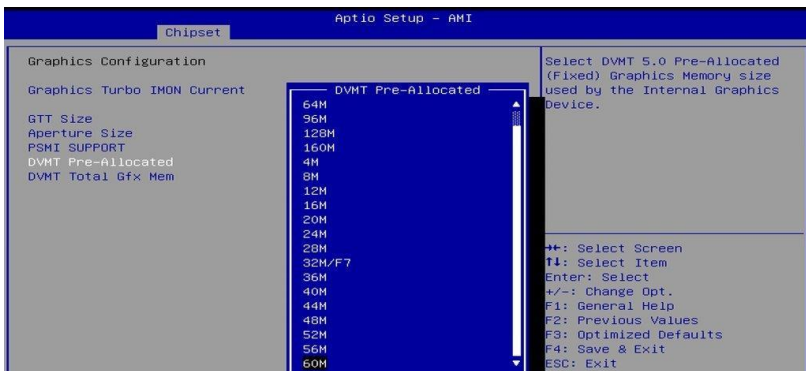 Aptio Setup - AMI
Chipset
Graphics Configuration
Graphics Turbo IMON Current
GTT Size
Aperture Size
PSMI SUPPORT
DVMT Pre-Allocated
DVMT Total Gfx Mem
DVMT Pre-Allocated
64M
96M
128M
160M
4M
8M
12M
16M
20M
24M
28M
32M/F7
36M
40M
44M
48M
52M
56M
60M
Select DVMT 5.0 Pre-Allocated
(Fixed) Graphics Memory size
used by the Internal Graphics
Device.
→←: Select Screen
↑↓: Select Item
Enter: Select
+/-: Change Opt.
F1: General Help
F2: Previous Values
F3: Optimized Defaults
F4: Save & Exit
ESC: Exit